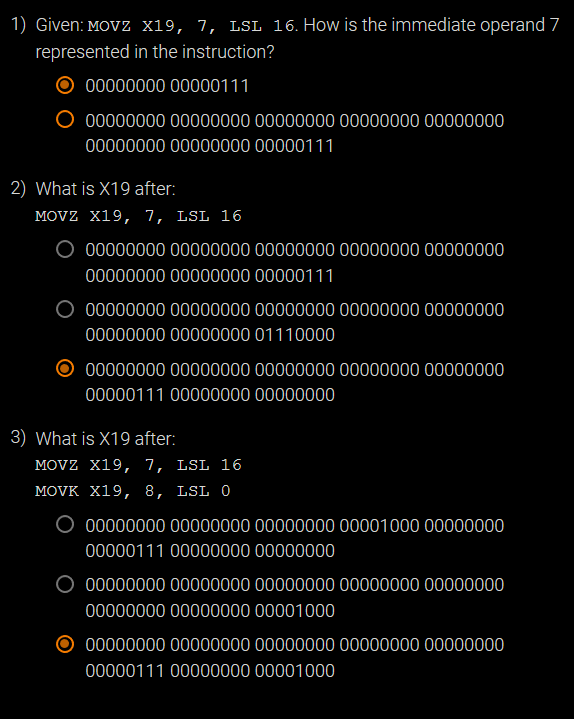 1) Given: MOVZ X19, 7, LSL 16. How is the immediate operand 7
represented in the instruction?
00000000 00000111
00000000 00000000 00000000 00000000 00000000
00000000 00000000 00000111
2) What is X19 after:
MOVZ X19, 7, LSL 16
00000000 00000000 00000000 00000000 00000000
00000000 00000000 00000111
00000000 00000000 00000000 00000000 00000000
00000000 00000000 01110000
00000000 00000000 00000000 00000000 00000000
00000111 00000000 00000000
3) What is X19 after:
MOVZ X19, 7, LSL 16
MOVK X19, 8, LSL 0
00000000 00000000 00000000 00001000 00000000
00000111 00000000 00000000
00000000 00000000 00000000 00000000 00000000
00000000 00000000 00001000
00000000 00000000 00000000 00000000 00000000
00000111 00000000 00001000